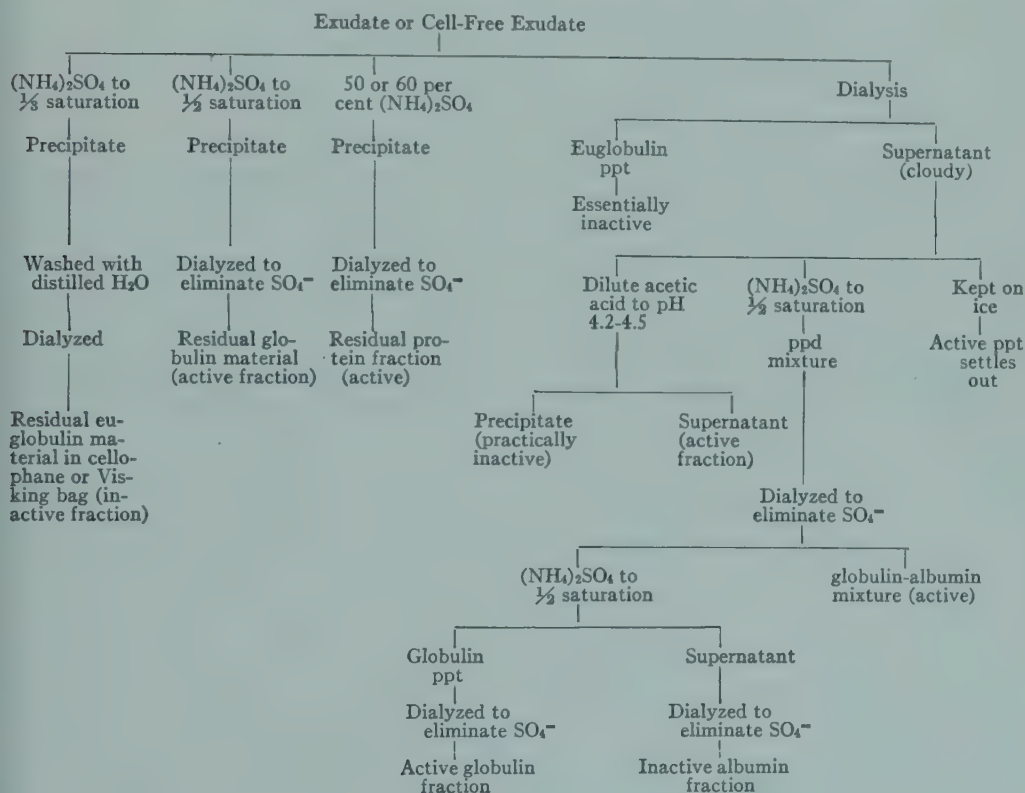 Exudate or Cell-Free Exudate
(NH₄)₂SO₄ to
⅓ saturation
Precipitate
Washed with
distilled H₂O
Dialyzed
Residual eu-
globulin ma-
terial in cello-
phane or Vis-
king bag (in-
active fraction)
(NH₄)₂SO₄ to
½ saturation
Precipitate
Dialyzed to
eliminate SO₄⁻
Residual glo-
bulin material
(active fraction)
50 or 60 per
cent (NH₄)₂SO₄
Precipitate
Dialyzed to
eliminate SO₄⁻
Residual pro-
tein fraction
(active)
Dialysis
Euglobulin
ppt
Essentially
inactive
Supernatant
(cloudy)
Dilute acetic
acid to pH
4.2-4.5
Precipitate
(practically
inactive)
Supernatant
(active
fraction)
(NH₄)₂SO₄ to
½ saturation
ppd
mixture
Dialyzed to
eliminate SO₄⁻
Kept on
ice
Active ppt
settles
out
(NH₄)₂SO₄ to
½ saturation
globulin-albumin
mixture (active)
Globulin
ppt
Dialyzed to
eliminate SO₄⁻
Active globulin
fraction
Supernatant
Dialyzed to
eliminate SO₄⁻
Inactive albumin
fraction